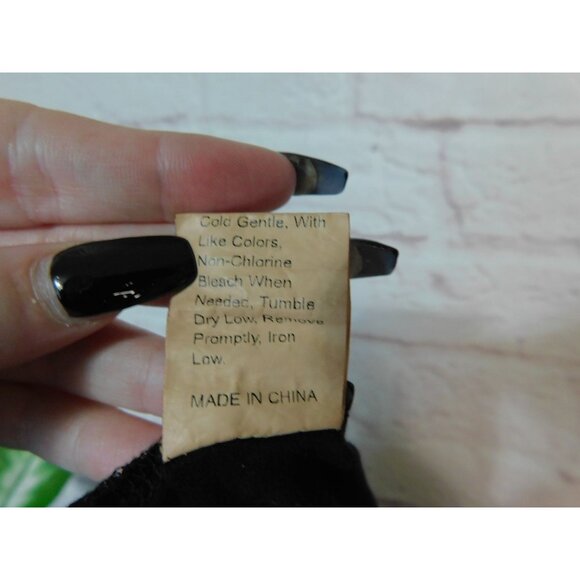 Cold Gentle, With
Like Colors,
Non-Chlorine
Bleach When
Needed, Tumble
Dry Low, Remove
Promptly, Iron
Low.
MADE IN CHINA